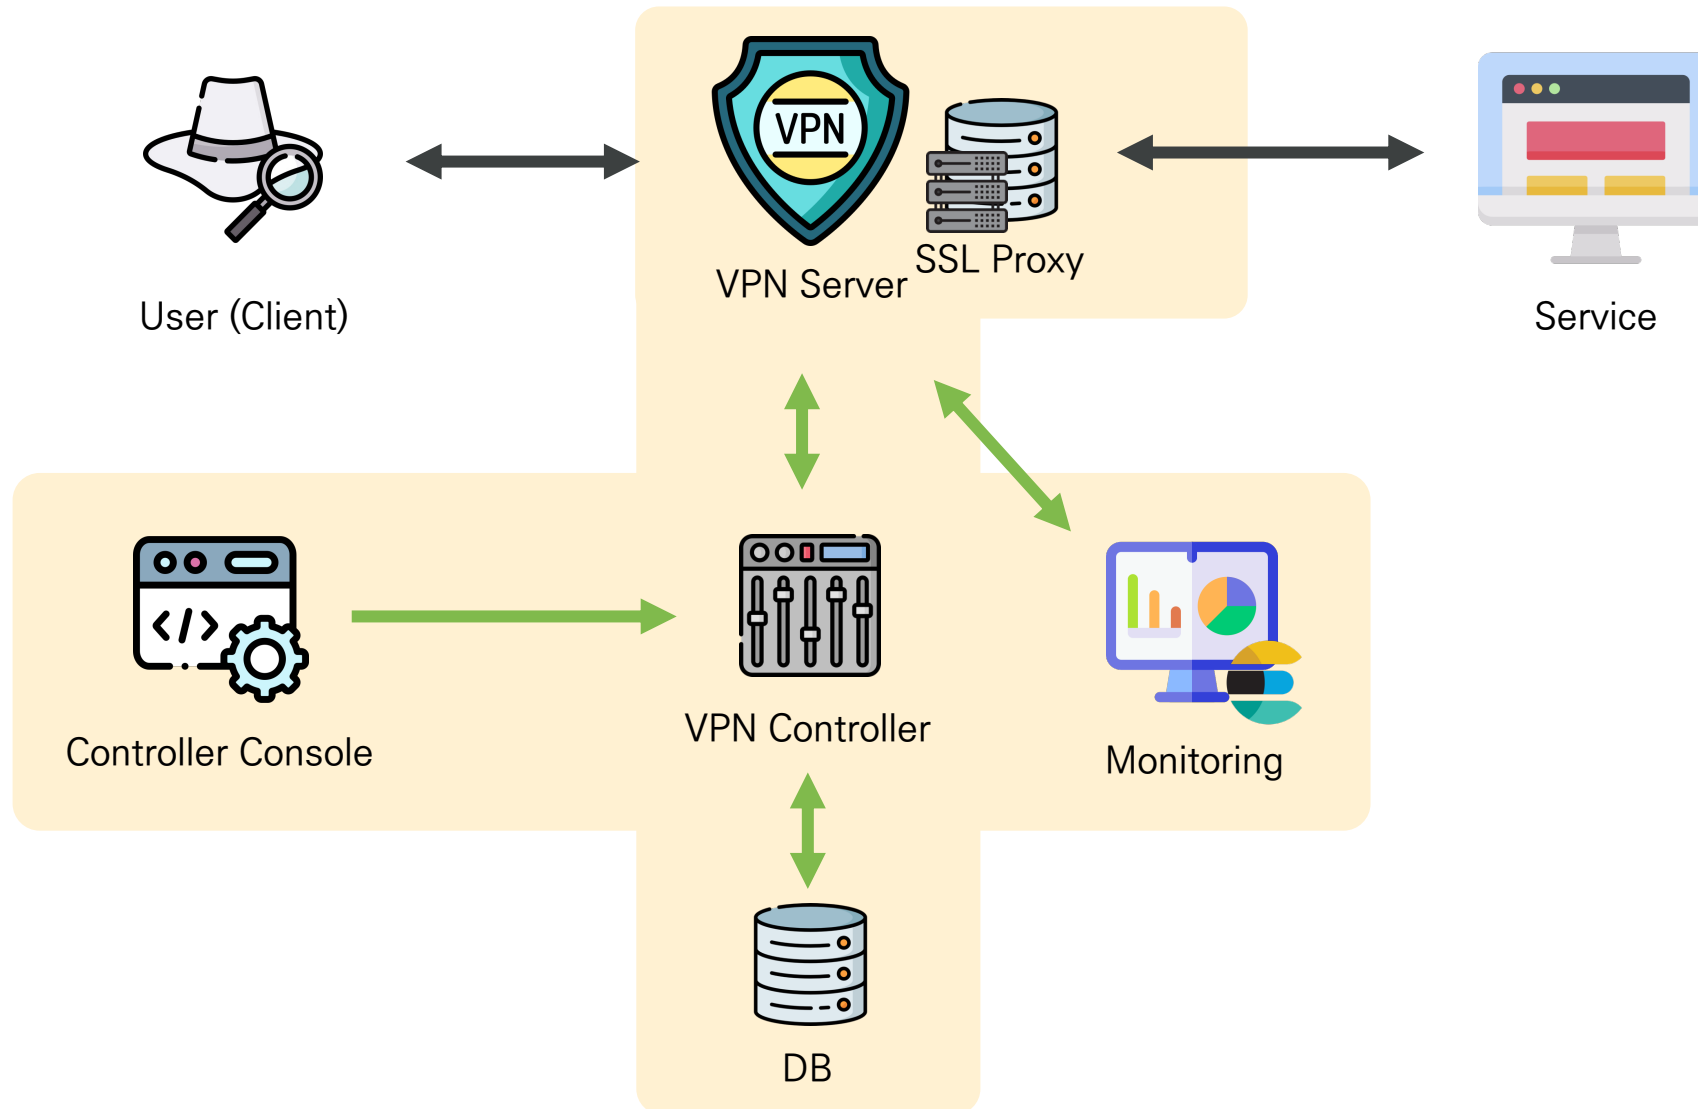 VPN
VPN Server
SSL Proxy
User (Client)
Service
Controller Console
VPN Controller
Monitoring
DB